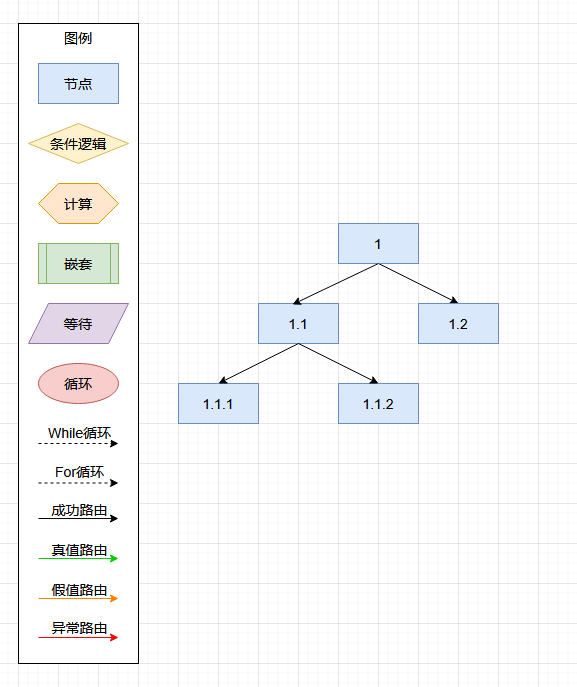 图例
节点
条件逻辑
计算
嵌套
等待
循环
While循环
For循环
成功路由
真值路由
假值路由
异常路由
1
1.1
1.2
1.1.1
1.1.2